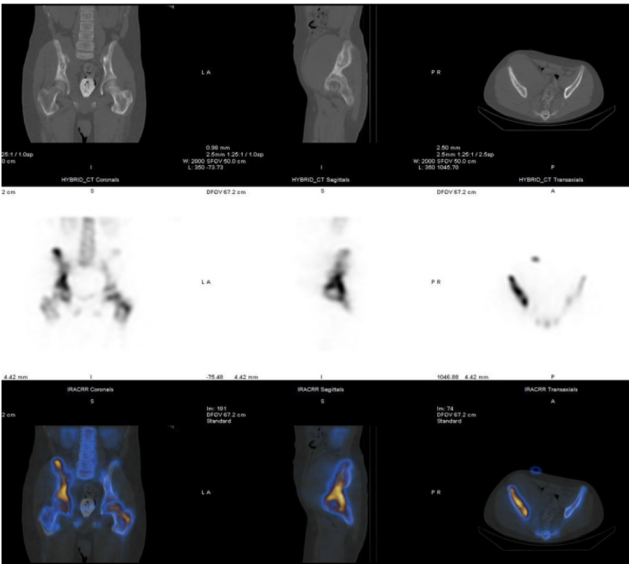 L A
P R
25:1 / 1.0sp
0 cm
I
0.98 mm
2.5mm 1.25:1 / 1.0sp
W: 2000 SFOV 50.0 cm
L: 350 -73.73
I
2.50 mm
2.5mm 1.25:1 / 2.5sp
W: 2000 SFOV 50.0 cm
L: 350 1045.70
P
HYBRID_CT Coronals
HYBRID_CT Sagittals
HYBRID_CT Transaxials
2 cm
S
DFOV 67.2 cm
S
DFOV 67.2 cm
A
L A
P R
4.42 mm
I
-75.48
4.42 mm
I
1046.88
4.42 mm
P
IRACRR Coronals
IRACRR Sagittals
IRACRR Transaxials
2 cm
S
Im: 191
DFOV 67.2 cm
Standard
S
Im: 74
DFOV 67.2 cm
Standard
A
L A
P R